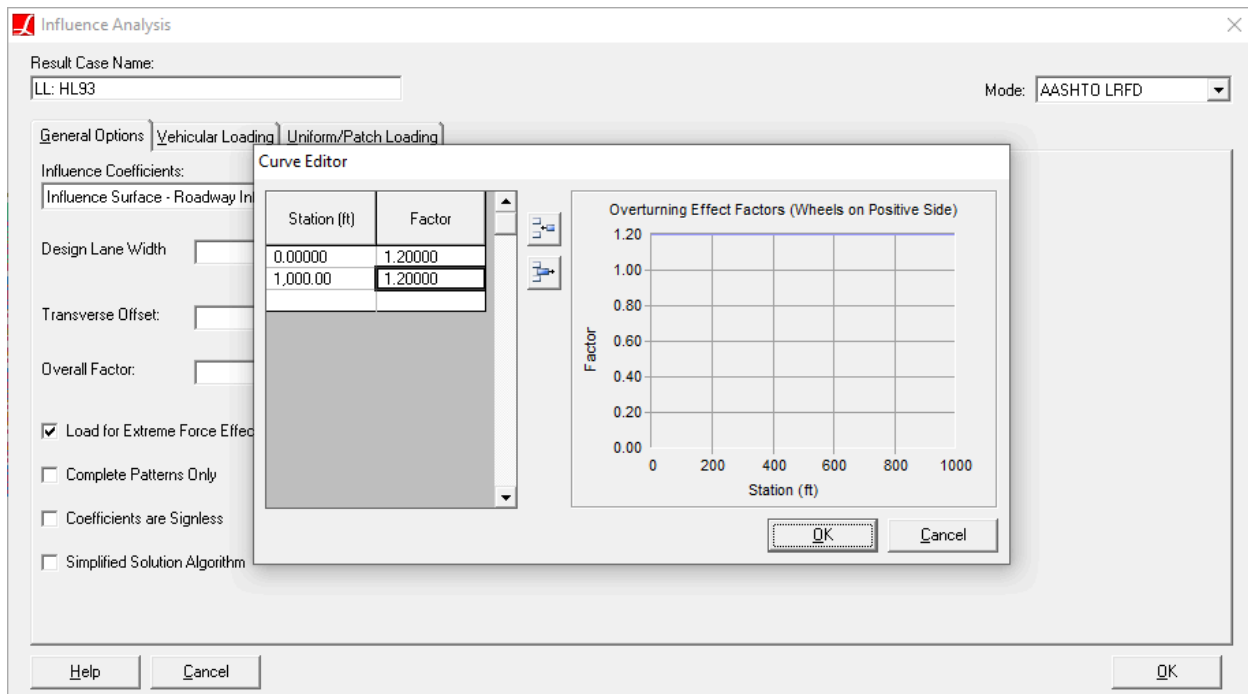 Influence Analysis
Result Case Name:
LL: HL93
Mode: AASHTO LRFD
General Options Vehicular Loading Uniform/Patch Loading
Influence Coefficients:
Influence Surface - Roadway
Design Lane Width
Transverse Offset:
Overall Factor:
Load for Extreme Force
Complete Patterns Only
Coefficients are Signless
Simplified Solution Algorithm
Curve Editor
Station (ft) Factor
0.00000 1.20000
1,000.00 1.20000
Overturning Effect Factors (Wheels on Positive Side)
1.20
1.00
0.80
0.60
0.40
0.20
0.00
Factor
0 200 400 600 800 1000
Station (ft)
OK Cancel
Help Cancel OK